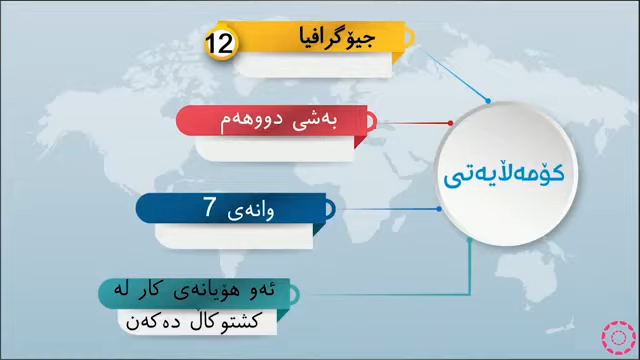 جیۆگرافیا
12
بەشی دووهەم
وانەی 7
ئەو هۆیانەی کار لە
کشتوکاڵ دەکەن
کۆمەڵایەتی